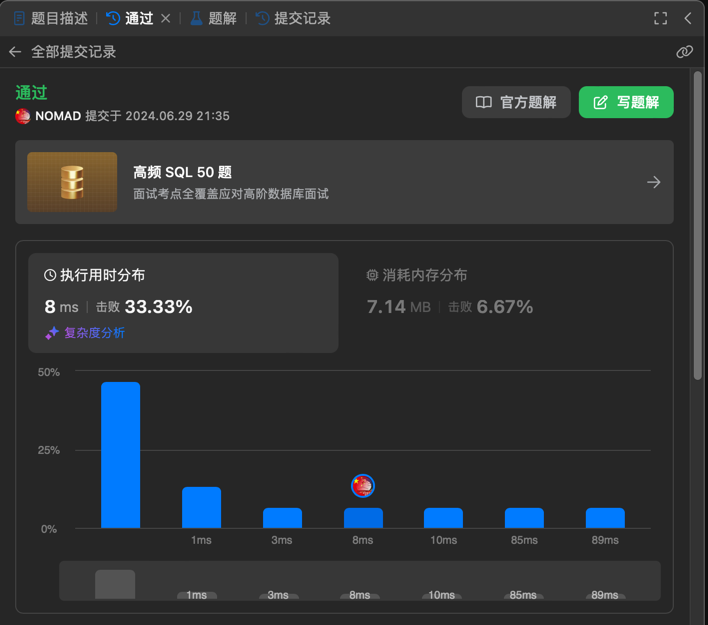 题目描述 通过 题解 提交记录
全部提交记录
通过
NOMAD 提交于 2024.06.29 21:35
官方题解 写题解
高频 SQL 50 题
面试考点全覆盖应对高阶数据库面试
执行用时分布 消耗内存分布
8 ms 击败 33.33% 7.14 MB 击败 6.67%
复杂度分析
50%
25%
0%
1ms 3ms 8ms 10ms 85ms 89ms
1ms 3ms 8ms 10ms 85ms 89ms